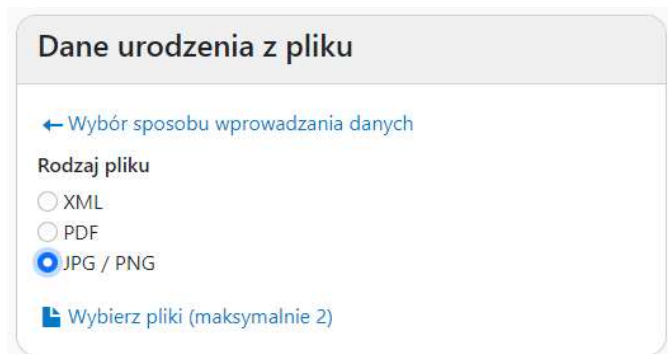 Dane urodzenia z pliku
Wybór sposobu wprowadzania danych
Rodzaj pliku
XML
PDF
JPG / PNG
Wybierz pliki (maksymalnie 2)